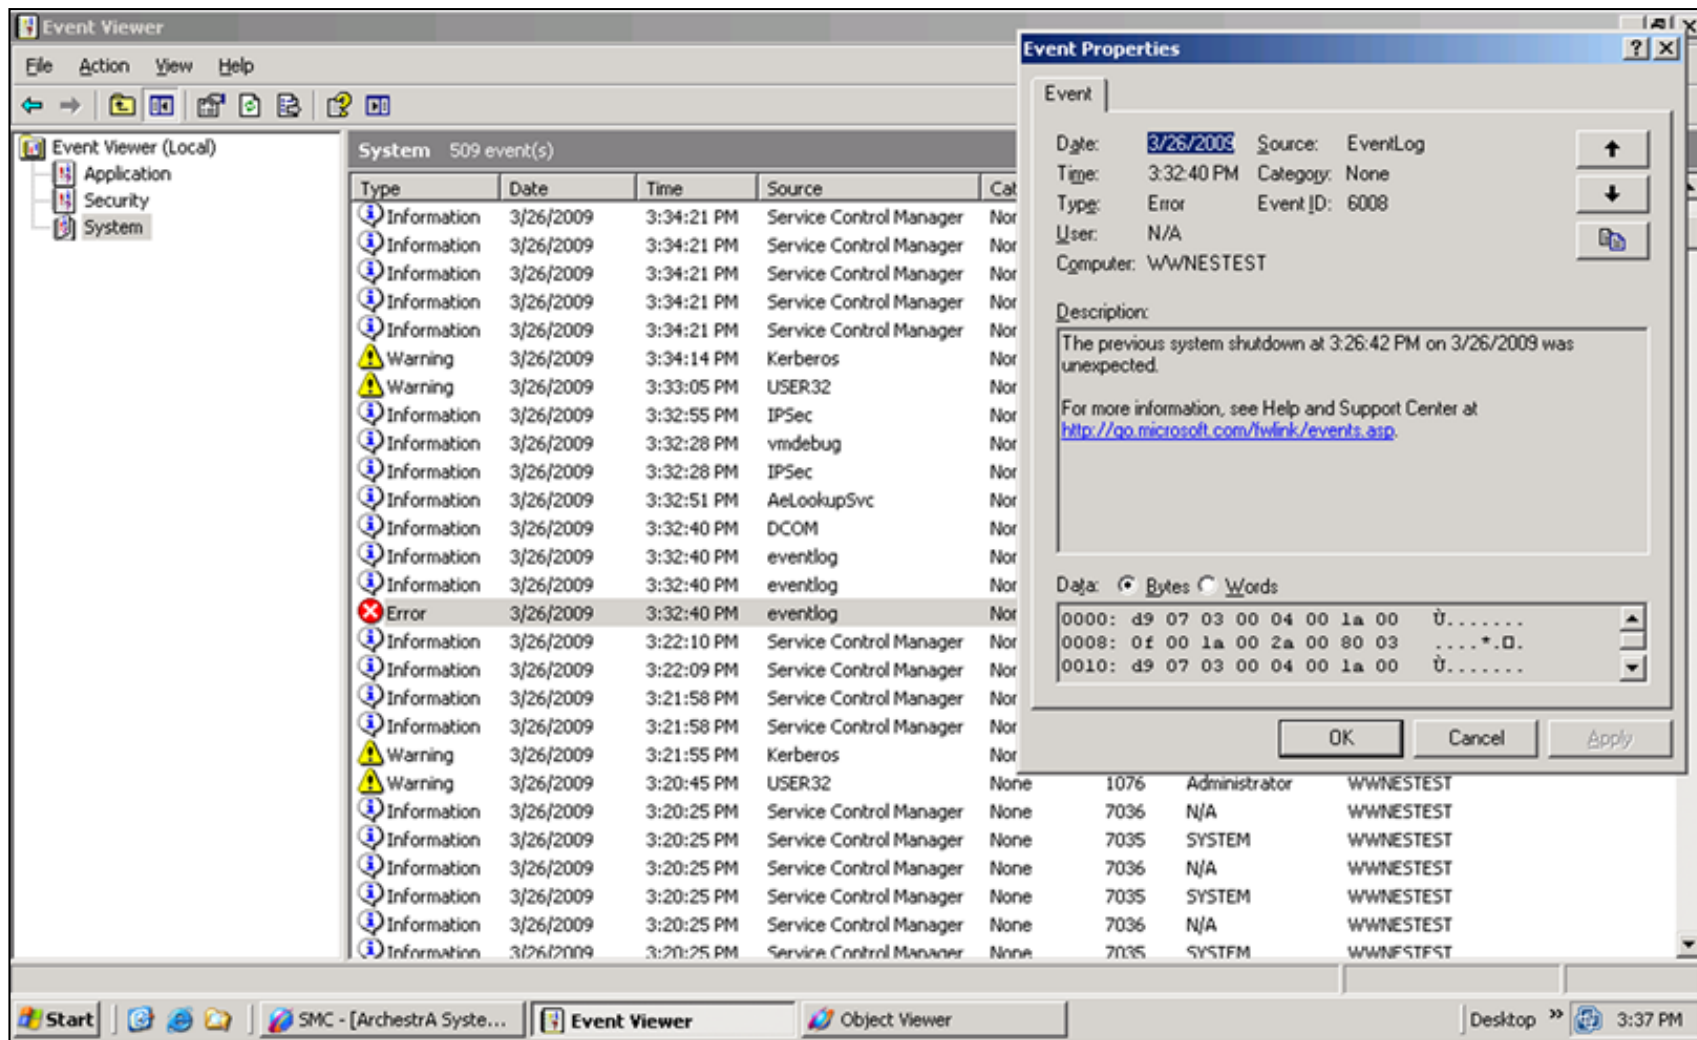 Event Viewer
File Action View Help
Event Viewer (Local)
Application
Security
System
System 509 event(s)
Type Date Time Source Cat
Information 3/26/2009 3:34:21 PM Service Control Manager Nor
Information 3/26/2009 3:34:21 PM Service Control Manager Nor
Information 3/26/2009 3:34:21 PM Service Control Manager Nor
Information 3/26/2009 3:34:21 PM Service Control Manager Nor
Information 3/26/2009 3:34:21 PM Service Control Manager Nor
Warning 3/26/2009 3:34:14 PM Kerberos Nor
Warning 3/26/2009 3:33:05 PM USER32 Nor
Information 3/26/2009 3:32:55 PM IPSec Nor
Information 3/26/2009 3:32:28 PM vmdebug Nor
Information 3/26/2009 3:32:28 PM IPSec Nor
Information 3/26/2009 3:32:51 PM AeLookupSvc Nor
Information 3/26/2009 3:32:40 PM DCOM Nor
Information 3/26/2009 3:32:40 PM eventlog Nor
Information 3/26/2009 3:32:40 PM eventlog Nor
Error 3/26/2009 3:32:40 PM eventlog Nor
Information 3/26/2009 3:22:10 PM Service Control Manager Nor
Information 3/26/2009 3:22:09 PM Service Control Manager Nor
Information 3/26/2009 3:21:58 PM Service Control Manager Nor
Information 3/26/2009 3:21:58 PM Service Control Manager Nor
Warning 3/26/2009 3:21:55 PM Kerberos Nor
Warning 3/26/2009 3:20:45 PM USER32 None 1076 Administrator WWNESTEST
Information 3/26/2009 3:20:25 PM Service Control Manager None 7036 N/A WWNESTEST
Information 3/26/2009 3:20:25 PM Service Control Manager None 7035 SYSTEM WWNESTEST
Information 3/26/2009 3:20:25 PM Service Control Manager None 7036 N/A WWNESTEST
Information 3/26/2009 3:20:25 PM Service Control Manager None 7035 SYSTEM WWNESTEST
Information 3/26/2009 3:20:25 PM Service Control Manager None 7036 N/A WWNESTEST
Information 3/26/2009 3:20:25 PM Service Control Manager None 7035 SYSTEM WWNESTEST
Event Properties
Event
Date: 3/26/2009 Source: EventLog
Time: 3:32:40 PM Category: None
Type: Error Event ID: 6008
User: N/A
Computer: WWNESTEST
Description:
The previous system shutdown at 3:26:42 PM on 3/26/2009 was
unexpected.
For more information, see Help and Support Center at
http://go.microsoft.com/fwlink/events.asp.
Data: Bytes Words
0000: d9 07 03 00 04 00 1a 00 Ù.......
0008: 0f 00 1a 00 2a 00 80 03 ....*.□.
0010: d9 07 03 00 04 00 1a 00 Ù.......
OK Cancel Apply
Start SMC - [ArchestrA Syste... Event Viewer Object Viewer Desktop » 3:37 PM